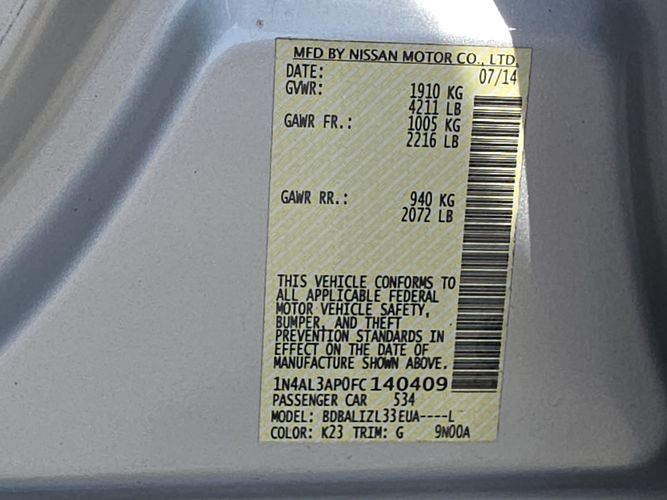 MFD BY NISSAN MOTOR CO., LTD.
DATE: 07/14
GVWR: 1910 KG
4211 LB
GAWR FR.: 1005 KG
2216 LB
GAWR RR.: 940 KG
2072 LB
THIS VEHICLE CONFORMS TO
ALL APPLICABLE FEDERAL
MOTOR VEHICLE SAFETY,
BUMPER, AND THEFT
PREVENTION STANDARDS IN
EFFECT ON THE DATE OF
MANUFACTURE SHOWN ABOVE.
1N4AL3AP0FC140409
PASSENGER CAR 534
MODEL: BDBALIZL33EUA----L
COLOR: K23 TRIM: G 9N00A